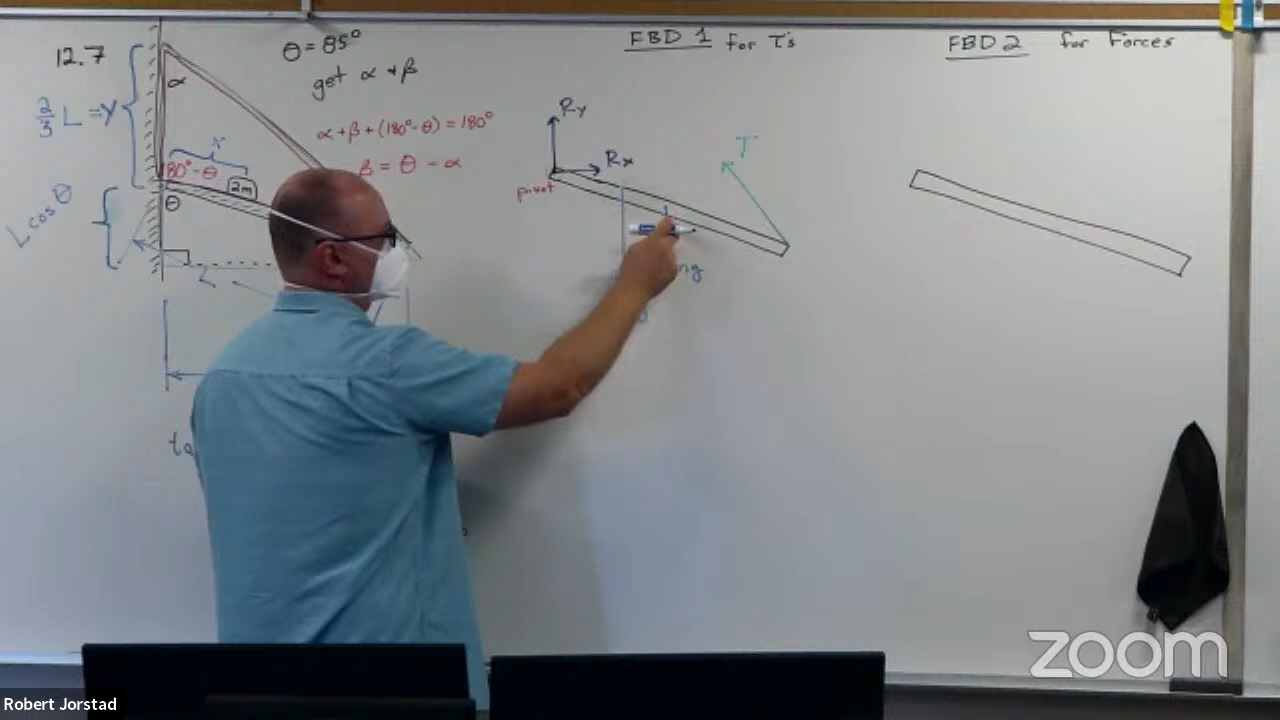 12.7
θ = 85°
get α + β
α
2/3 L = y
α + β + (180° - θ) = 180°
β = θ - α
x
180° - θ
2m
θ
L cos θ
L
FBD 1 for τ's
Ry
Rx
pivot
T
FBD 2 for Forces
zoom
Robert Jorstad